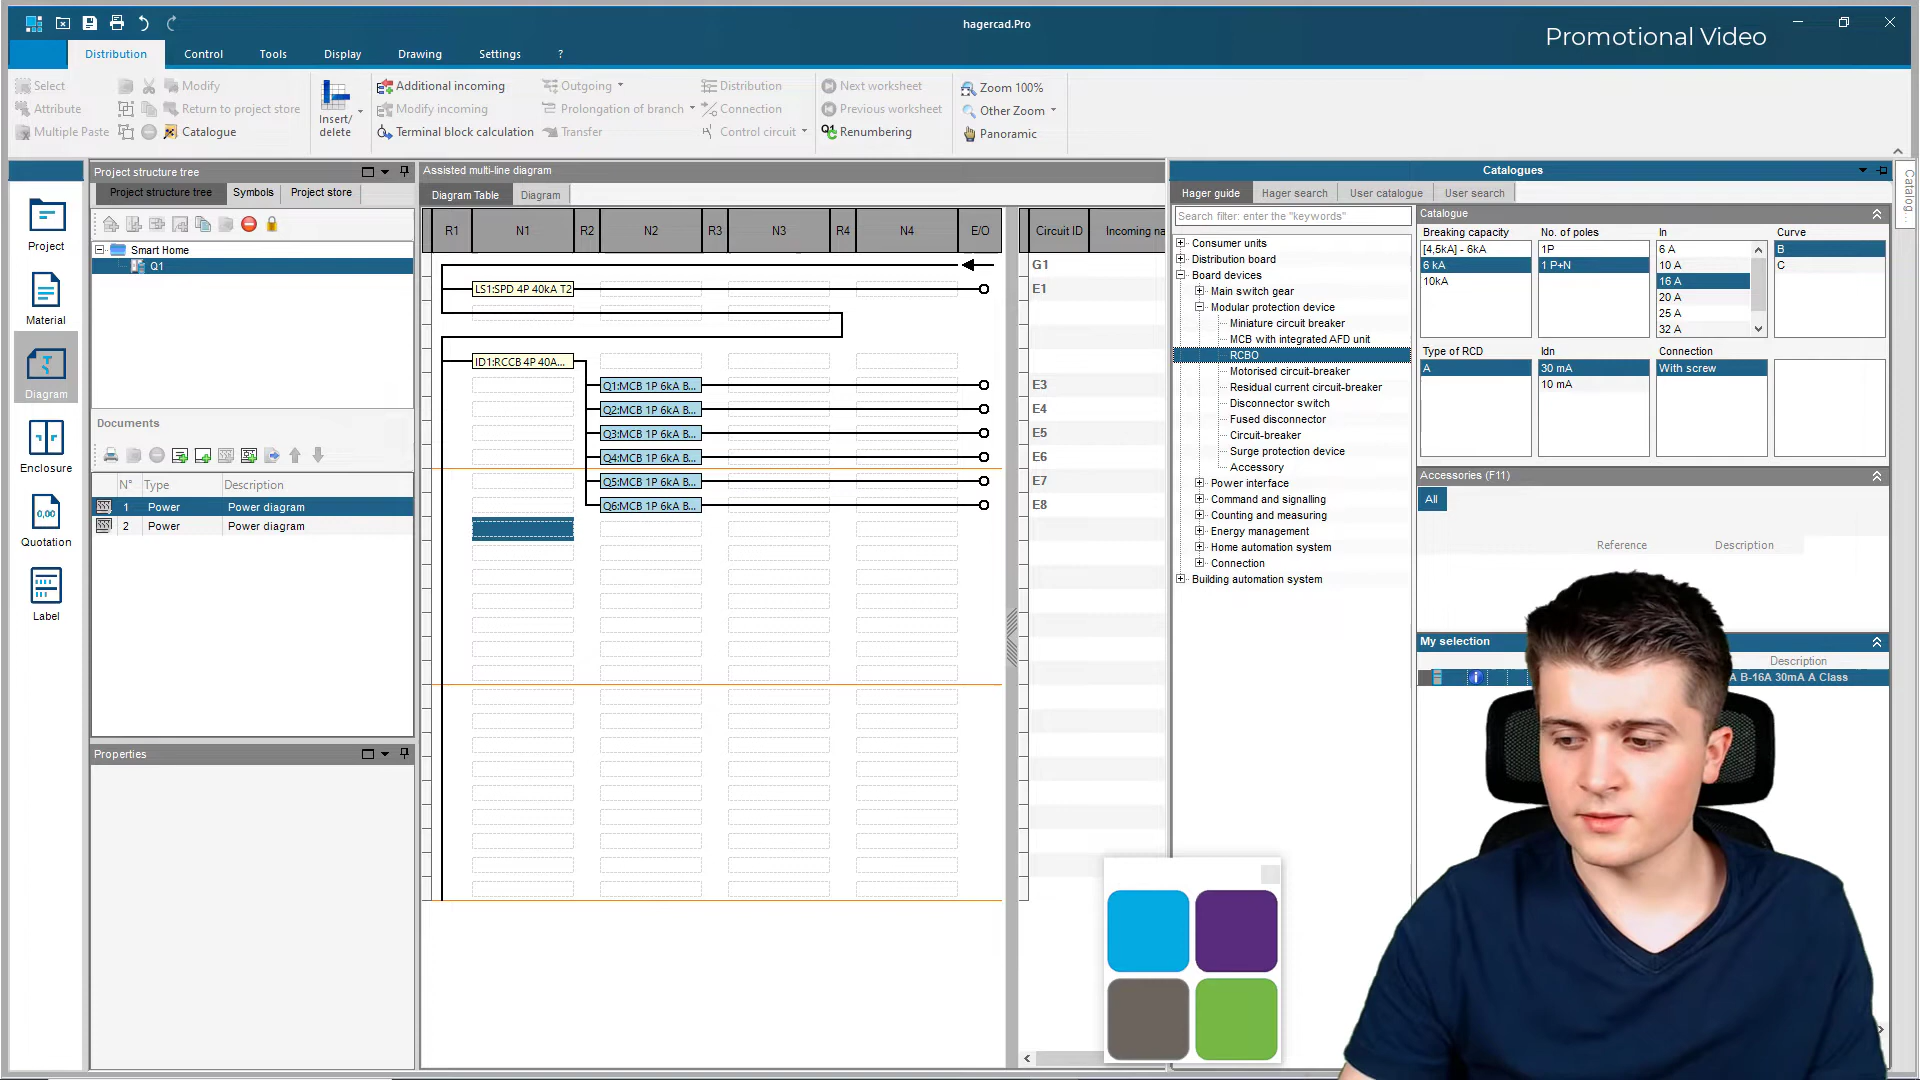 hagercad.Pro
Promotional Video
Distribution
Control
Tools
Display
Drawing
Settings
?
Select
Modify
Attribute
Return to project store
Multiple Paste
Catalogue
Insert/
delete
Additional incoming
Modify incoming
Terminal block calculation
Outgoing
Prolongation of branch
Transfer
Distribution
Connection
Control circuit
Next worksheet
Previous worksheet
Renumbering
Zoom 100%
Other Zoom
Panoramic
Project
Material
Diagram
Enclosure
0,00
Quotation
Label
Project structure tree
Project structure tree
Symbols
Project store
Smart Home
Q1
Documents
N° Type Description
1 Power Power diagram
2 Power Power diagram
Properties
Assisted multi-line diagram
Diagram Table
Diagram
R1 N1 R2 N2 R3 N3 R4 N4 E/O
Circuit ID
Incoming na
G1
LS1:SPD 4P 40kA T2
E1
ID1:RCCB 4P 40A...
Q1:MCB 1P 6kA B...
E3
Q2:MCB 1P 6kA B...
E4
Q3:MCB 1P 6kA B...
E5
Q4:MCB 1P 6kA B...
E6
Q5:MCB 1P 6kA B...
E7
Q6:MCB 1P 6kA B...
E8
Catalogues
Catalog...
Hager guide
Hager search
User catalogue
User search
Search filter: enter the "keywords"
Consumer units
Distribution board
Board devices
Main switch gear
Modular protection device
Miniature circuit breaker
MCB with integrated AFD unit
RCBO
Motorised circuit-breaker
Residual current circuit-breaker
Disconnector switch
Fused disconnector
Circuit-breaker
Surge protection device
Accessory
Power interface
Command and signalling
Counting and measuring
Energy management
Home automation system
Connection
Building automation system
Catalogue
Breaking capacity
[4,5kA] - 6kA
6 kA
10kA
No. of poles
1P
1 P+N
In
6 A
10 A
16 A
20 A
25 A
32 A
Curve
B
C
Type of RCD
A
Idn
30 mA
10 mA
Connection
With screw
Accessories (F11)
All
Reference
Description
My selection
Description
A B-16A 30mA A Class